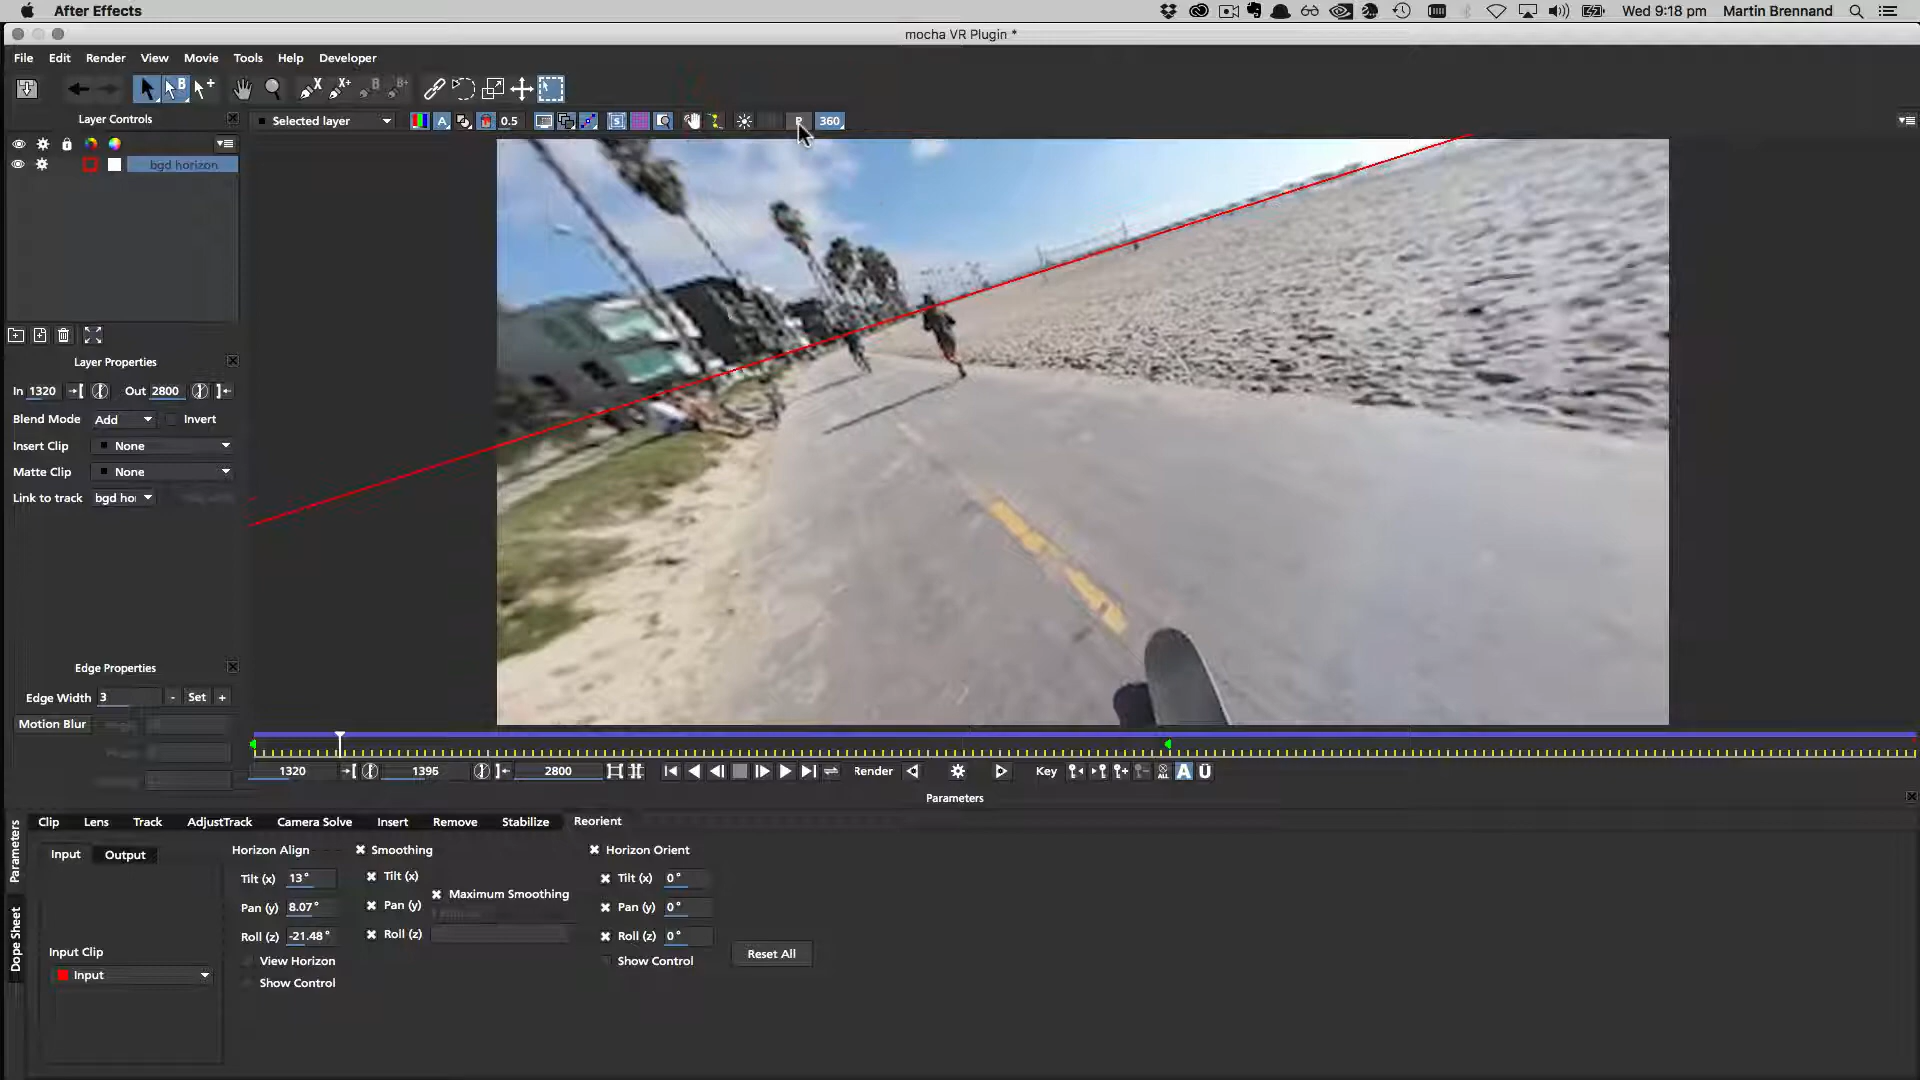 After Effects
Wed 9:18 pm Martin Brennand
mocha VR Plugin *
File Edit Render View Movie Tools Help Developer
Layer Controls
Selected layer
A 0.5 P 360
bgd horizon
Layer Properties
In 1320 Out 2800
Blend Mode Add Invert
Insert Clip None
Matte Clip None
Link to track bgd hor
Edge Properties
Edge Width 3 - Set +
Motion Blur
1320 1395 2800 Render Key ALL A Ü
Parameters
Clip Lens Track AdjustTrack Camera Solve Insert Remove Stabilize Reorient
Parameters
Dope Sheet
Input Output
Input Clip
Input
Horizon Align
Tilt (x) 13°
Pan (y) 8.07°
Roll (z) -21.48°
View Horizon
Show Control
Smoothing
Tilt (x)
Pan (y)
Roll (z)
Maximum Smoothing
Horizon Orient
Tilt (x) 0°
Pan (y) 0°
Roll (z) 0°
Show Control
Reset All